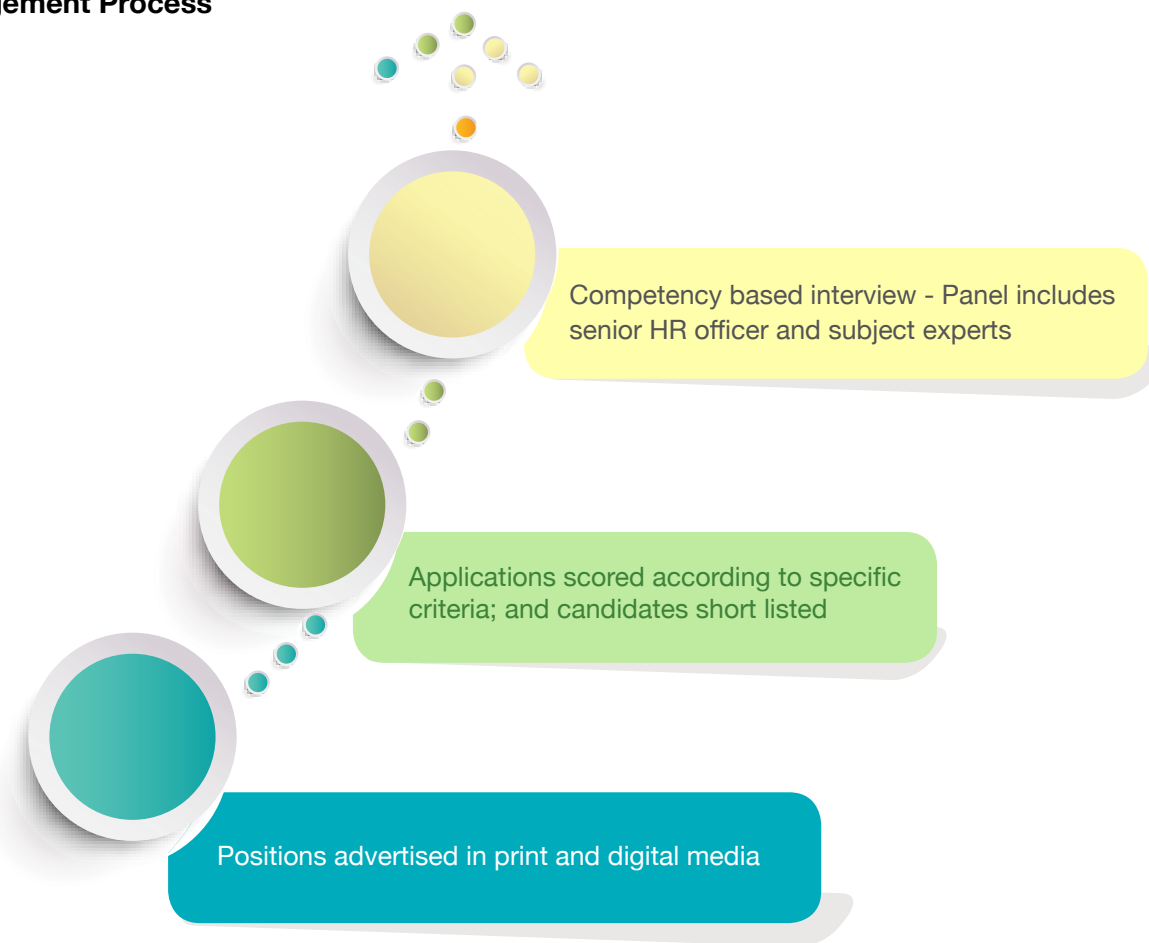 Process
Competency based interview - Panel includes
senior HR officer and subject experts
Applications scored according to specific
criteria; and candidates short listed
Positions advertised in print and digital media